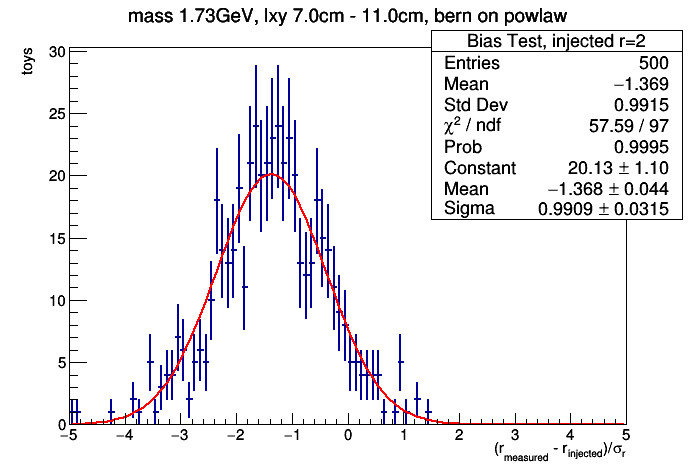 mass 1.73GeV, lxy 7.0cm - 11.0cm, bern on powlaw
Bias Test, injected r=2
Entries 500
Mean −1.369
Std Dev 0.9915
χ² / ndf 57.59 / 97
Prob 0.9995
Constant 20.13 ± 1.10
Mean −1.368 ± 0.044
Sigma 0.9909 ± 0.0315
toys
30
25
20
15
10
5
0
−5 −4 −3 −2 −1 0 1 2 3 4 5
(r_measured - r_injected)/σ_r